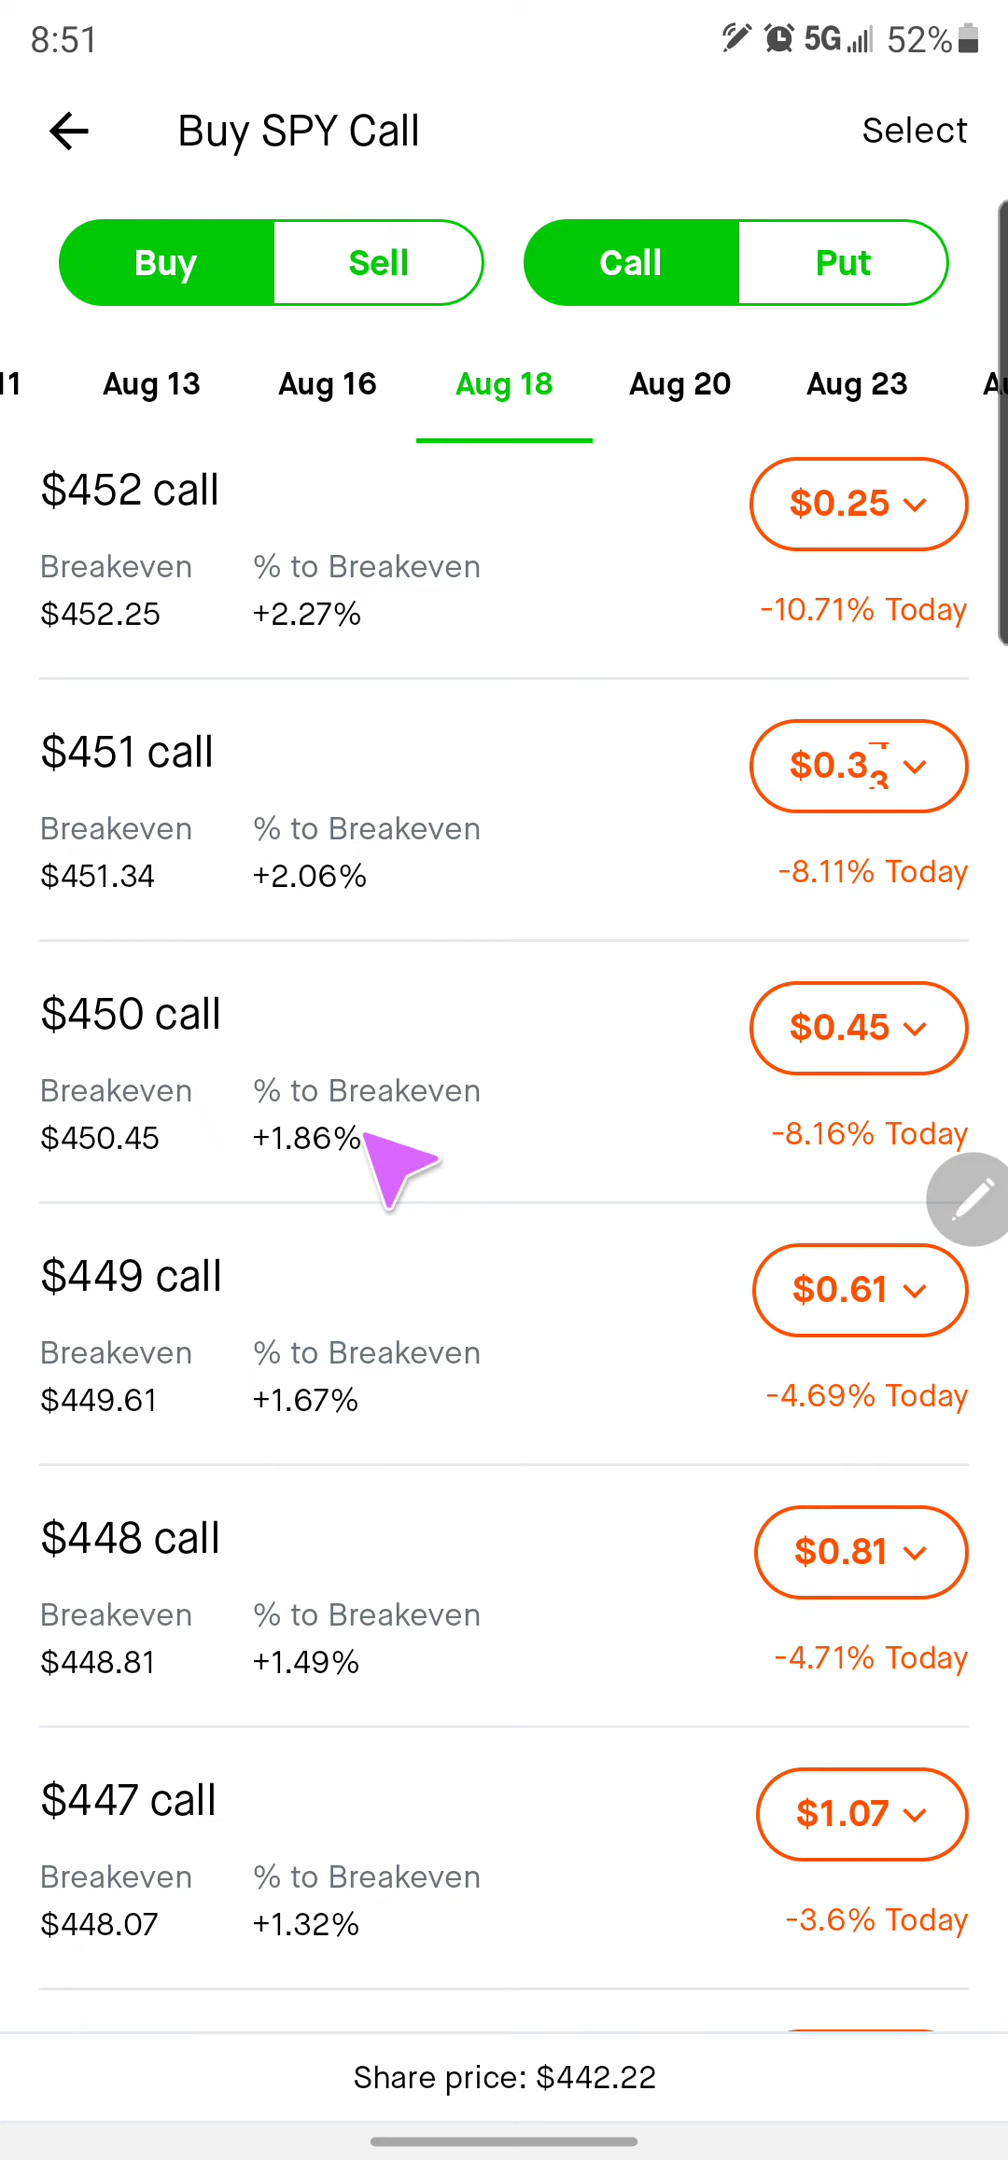 8:51 5G 52%
Buy SPY Call Select
Buy Sell Call Put
11 Aug 13 Aug 16 Aug 18 Aug 20 Aug 23
$452 call $0.25
Breakeven % to Breakeven
$452.25 +2.27% -10.71% Today
$451 call
Breakeven % to Breakeven
$451.34 +2.06% -8.11% Today
$450 call $0.45
Breakeven % to Breakeven
$450.45 +1.86% -8.16% Today
$449 call $0.61
Breakeven % to Breakeven
$449.61 +1.67% -4.69% Today
$448 call $0.81
Breakeven % to Breakeven
$448.81 +1.49% -4.71% Today
$447 call $1.07
Breakeven % to Breakeven
$448.07 +1.32% -3.6% Today
Share price: $442.22